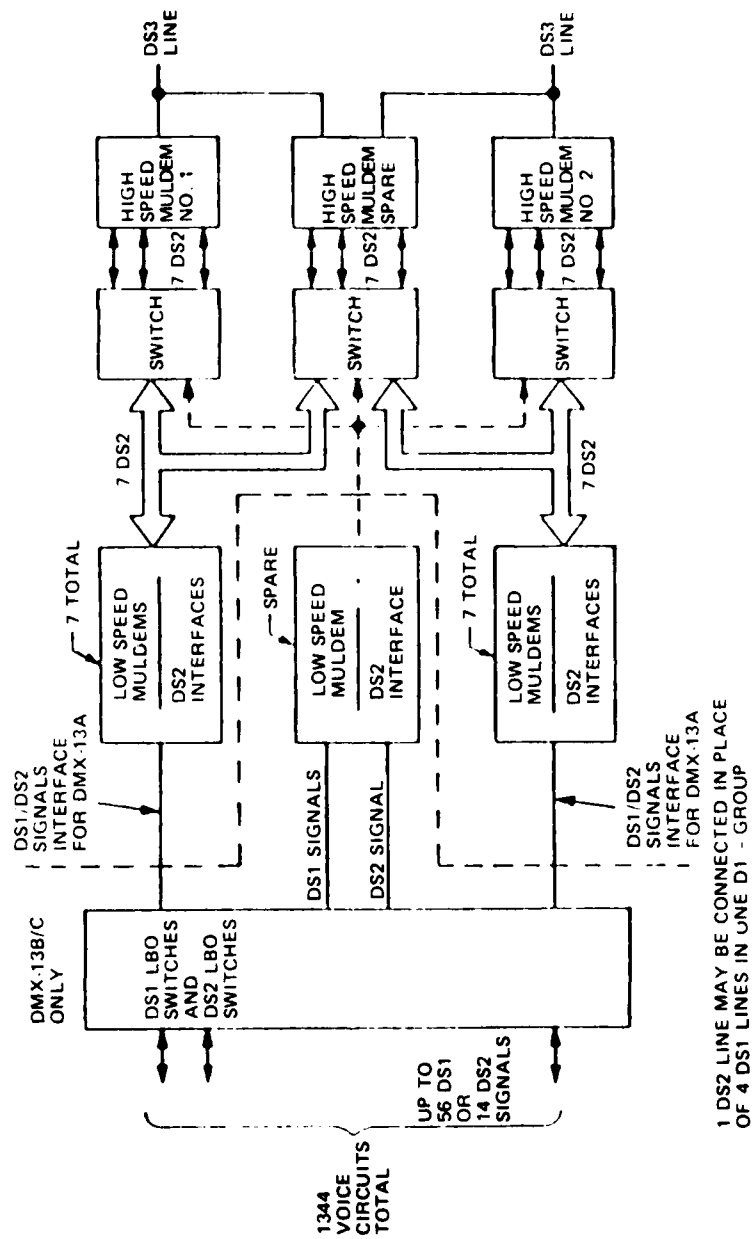 1344
VOICE
CIRCUITS
TOTAL
UP TO
56 DS1
OR
14 DS2
SIGNALS
DMX-13B/C
ONLY
DS1 LBO
SWITCHES
AND
DS2 LBO
SWITCHES
DS1/DS2
SIGNALS
INTERFACE
FOR DMX-13A
DS1 SIGNALS
DS2 SIGNAL
DS1/DS2
SIGNALS
INTERFACE
FOR DMX-13A
7 TOTAL
LOW SPEED
MULDEMS
DS2
INTERFACES
SPARE
LOW SPEED
MULDEM
DS2
INTERFACE
7 TOTAL
LOW SPEED
MULDEMS
DS2
INTERFACES
7 DS2
7 DS2
SWITCH
SWITCH
SWITCH
7 DS2
7 DS2
7 DS2
HIGH
SPEED
MULDEM
NO. 1
HIGH
SPEED
MULDEM
SPARE
HIGH
SPEED
MULDEM
NO 2
DS3
LINE
DS3
LINE
1 DS2 LINE MAY BE CONNECTED IN PLACE
OF 4 DS1 LINES IN ONE D1 - GROUP